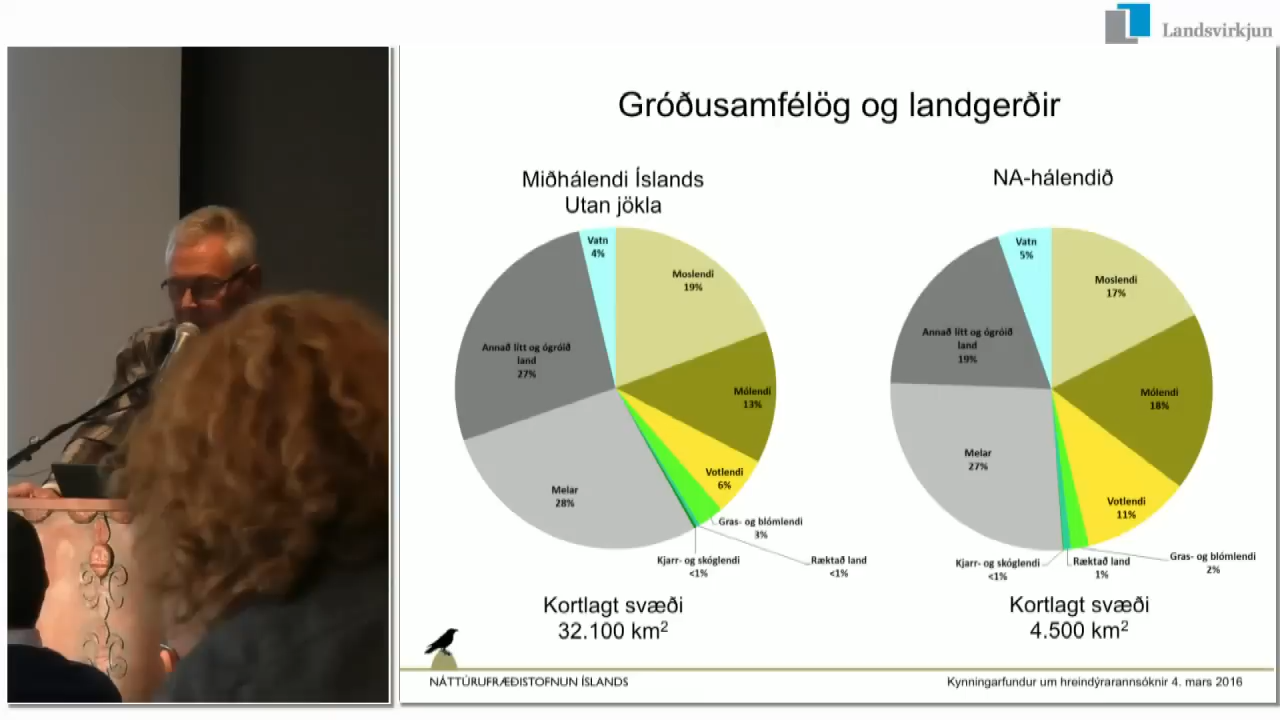 Landsvirkjun
Gróðusamfélög og landgerðir
Miðhálendi Íslands
Utan jökla
Vatn
4%
Moslendi
19%
Annað lítt og ógróið
land
27%
Mólendi
13%
Votlendi
6%
Melar
28%
Gras- og blómlendi
3%
Kjarr- og skóglendi
<1%
Ræktað land
<1%
Kortlagt svæði
32.100 km²
NA-hálendið
Vatn
5%
Moslendi
17%
Annað lítt og ógróið
land
19%
Mólendi
18%
Melar
27%
Votlendi
11%
Gras- og blómlendi
2%
Kjarr- og skóglendi
<1%
Ræktað land
1%
Kortlagt svæði
4.500 km²
NÁTTÚRUFRÆÐISTOFNUN ÍSLANDS
Kynningarfundur um hreindýrarannsóknir 4. mars 2016